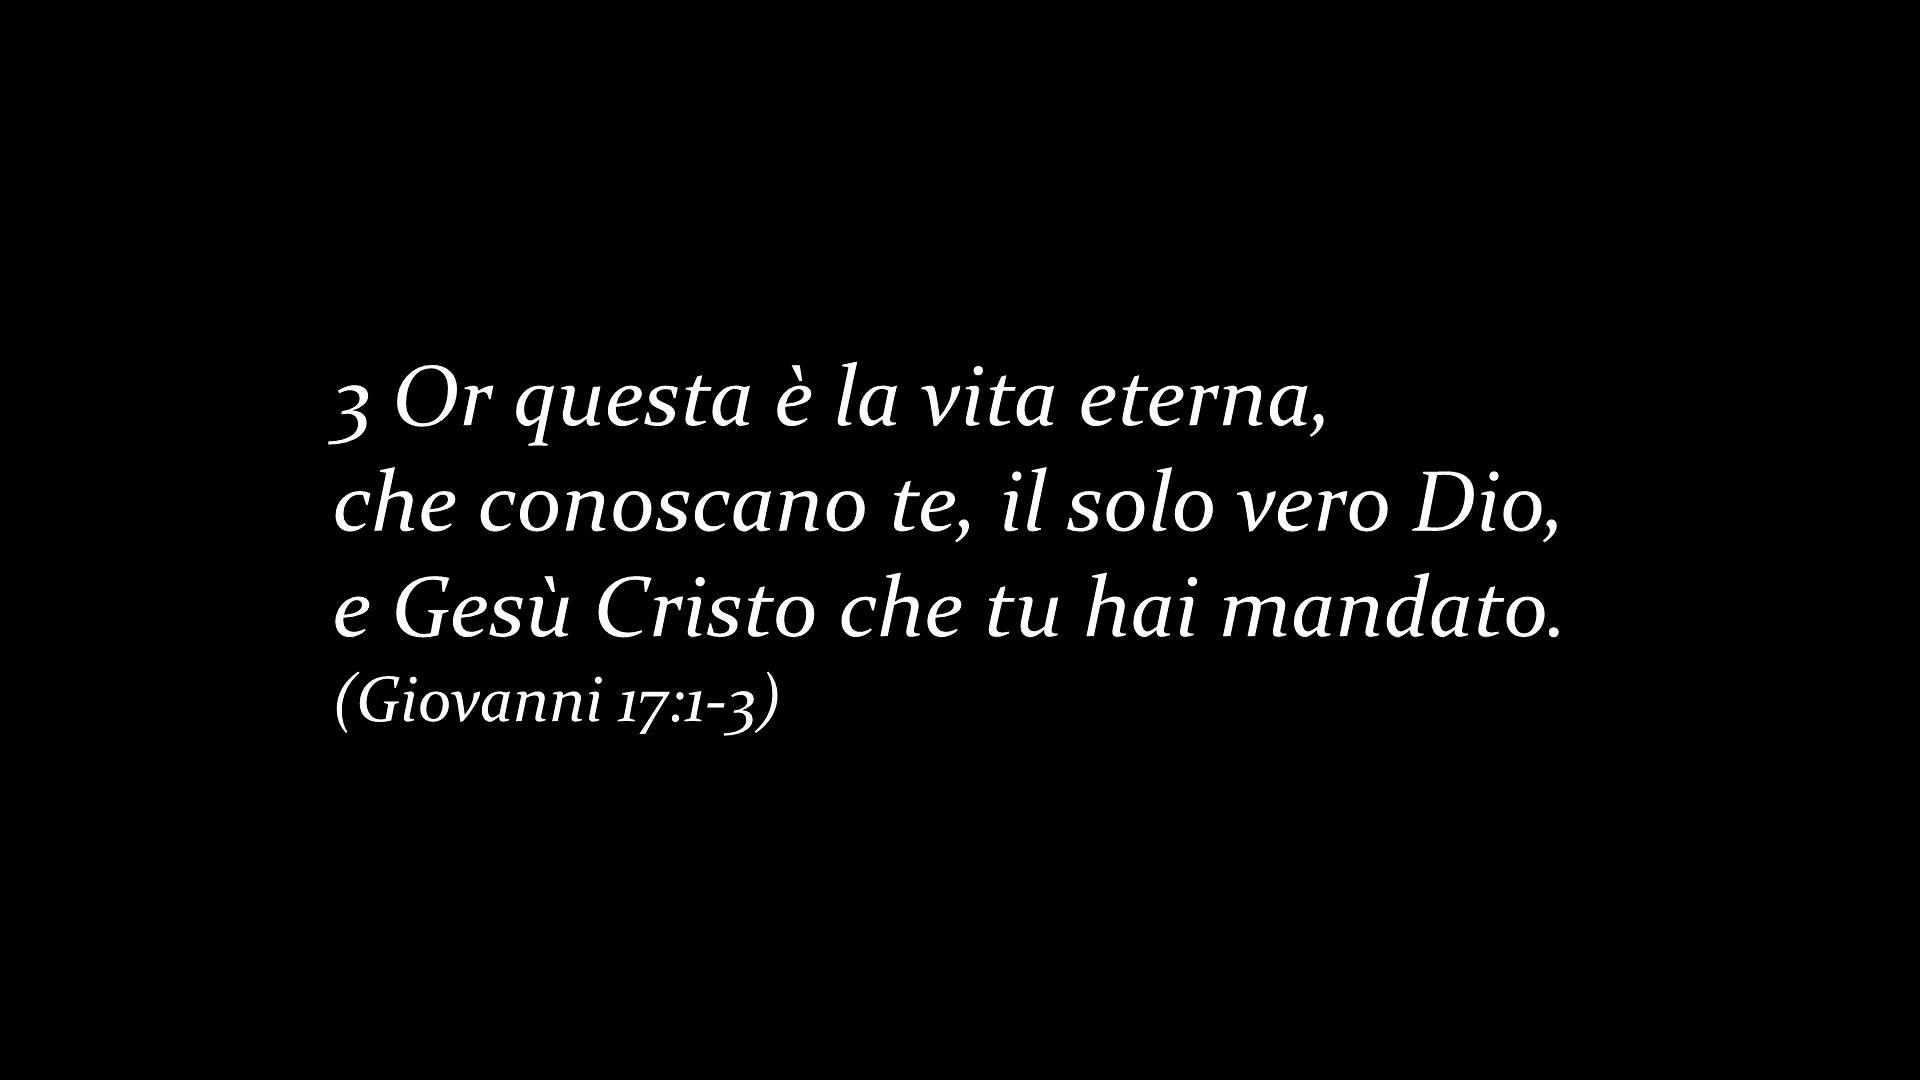 3 Or questa è la vita eterna,
che conoscano te, il solo vero Dio,
e Gesù Cristo che tu hai mandato.
(Giovanni 17:1-3)